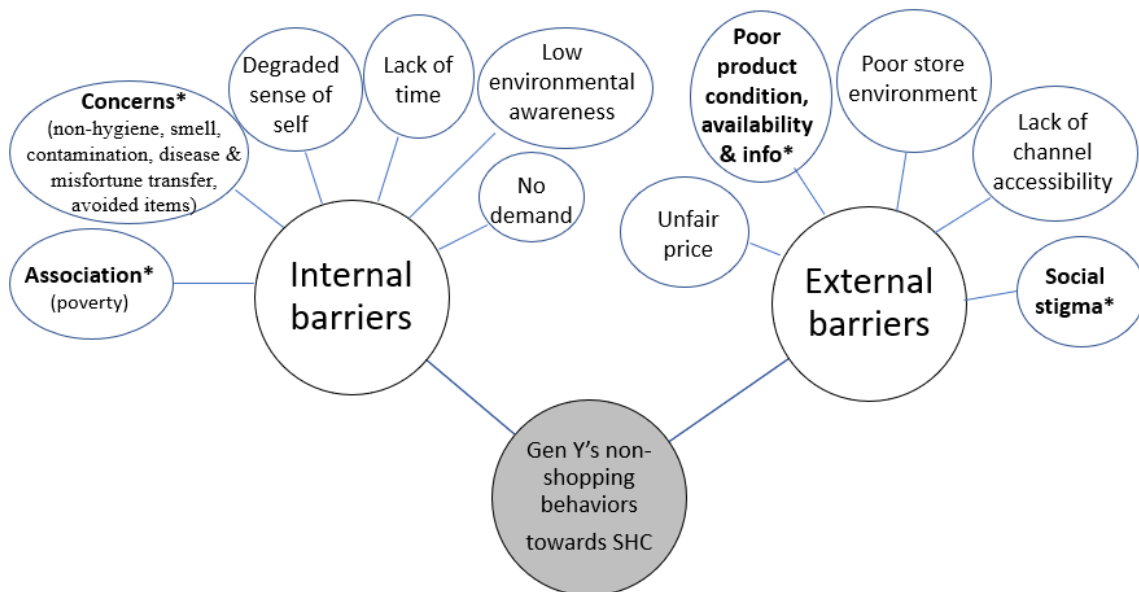 Concerns*
(non-hygiene, smell,
contamination, disease &
misfortune transfer,
avoided items)
Association*
(poverty)
Degraded
sense of
self
Lack of
time
Low
environmental
awareness
No
demand
Internal
barriers
Unfair
price
Poor
product
condition,
availability
& info*
Poor store
environment
Lack of
channel
accessibility
Social
stigma*
External
barriers
Gen Y’s non-
shopping
behaviors
towards SHC